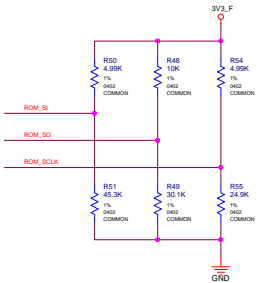 3V3_F
R50
4.99K
1%
0402
COMMON
R48
10K
1%
0402
COMMON
R54
4.99K
1%
0402
COMMON
ROM_SI
ROM_SO
ROM_SCLK
R51
45.3K
1%
0402
COMMON
R49
30.1K
1%
0402
COMMON
R55
24.9K
1%
0402
COMMON
GND